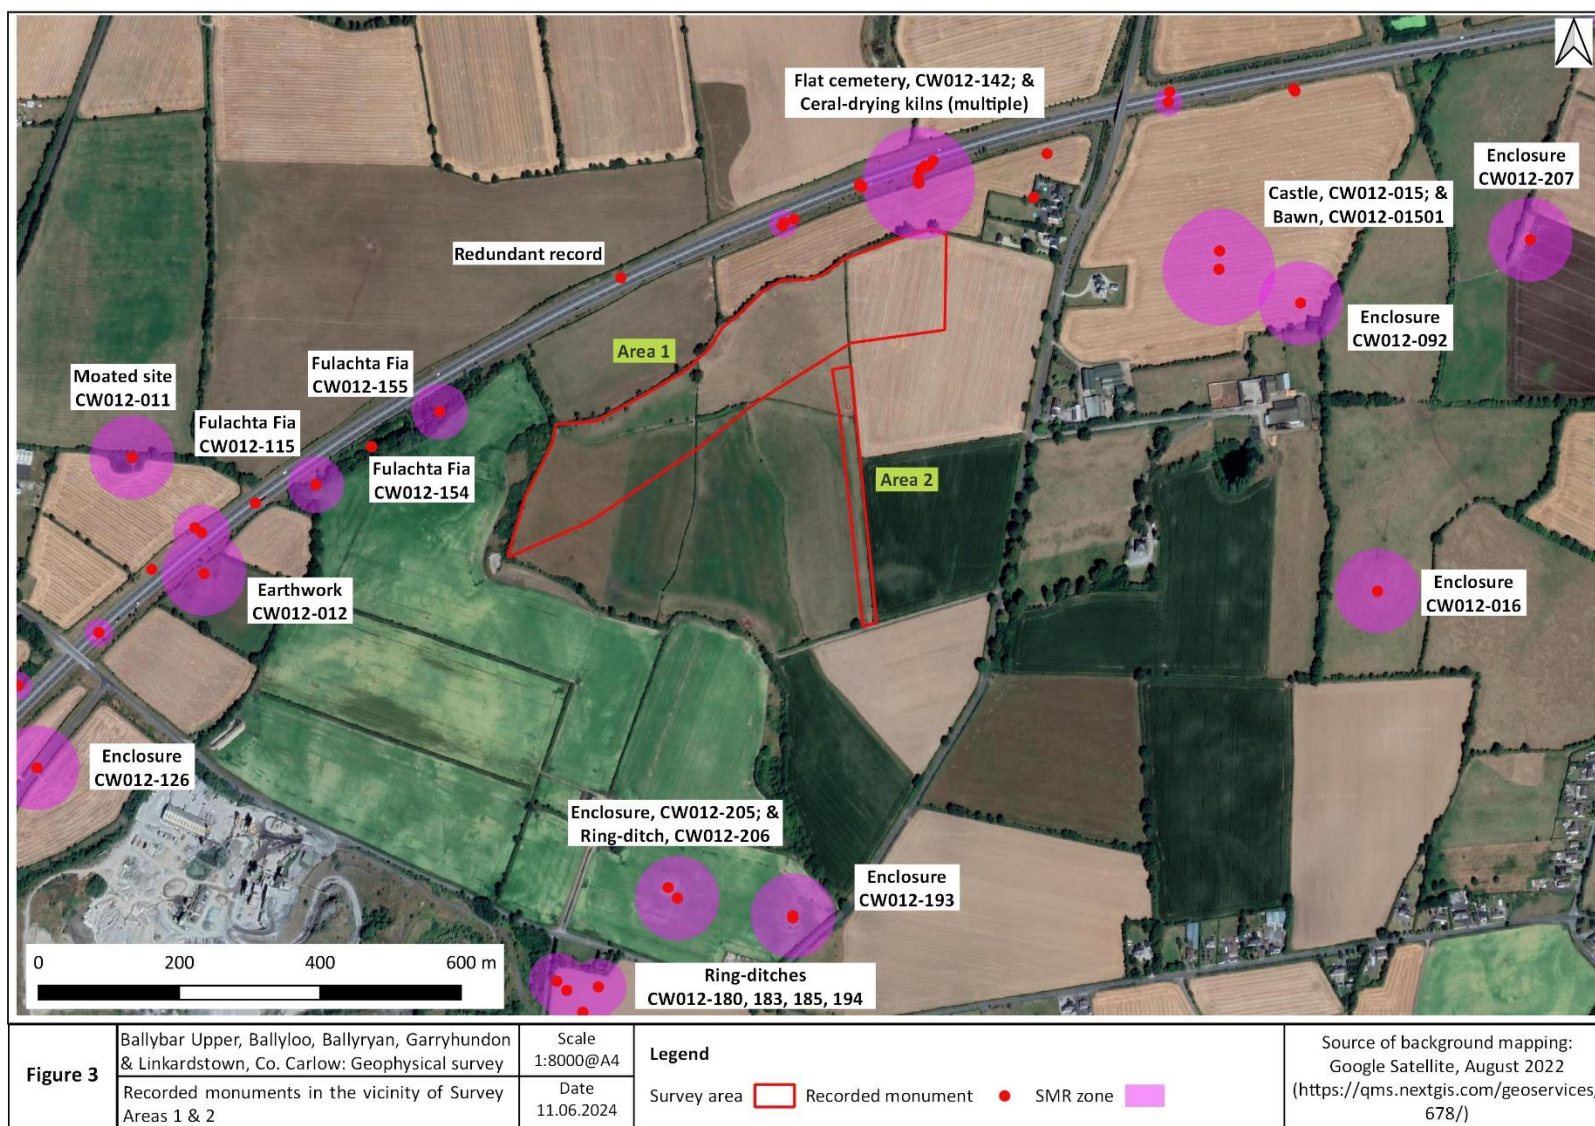 Flat cemetery, CW012-142; &
Ceral-drying kilns (multiple)
Enclosure
CW012-207
Castle, CW012-015; &
Bawn, CW012-01501
Redundant record
Enclosure
CW012-092
Area 1
Fulachta Fia
CW012-155
Moated site
CW012-011
Fulachta Fia
CW012-115
Fulachta Fia
CW012-154
Area 2
Earthwork
CW012-012
Enclosure
CW012-016
Enclosure
CW012-126
Enclosure, CW012-205; &
Ring-ditch, CW012-206
Enclosure
CW012-193
Ring-ditches
CW012-180, 183, 185, 194
0 200 400 600 m
Figure 3
Ballybar Upper, Ballyloo, Ballyryan, Garryhundon
& Linkardstown, Co. Carlow: Geophysical survey
Recorded monuments in the vicinity of Survey
Areas 1 & 2
Scale
1:8000@A4
Date
11.06.2024
Legend
Survey area Recorded monument SMR zone
Source of background mapping:
Google Satellite, August 2022
(https://qms.nextgis.com/geoservices/
678/)